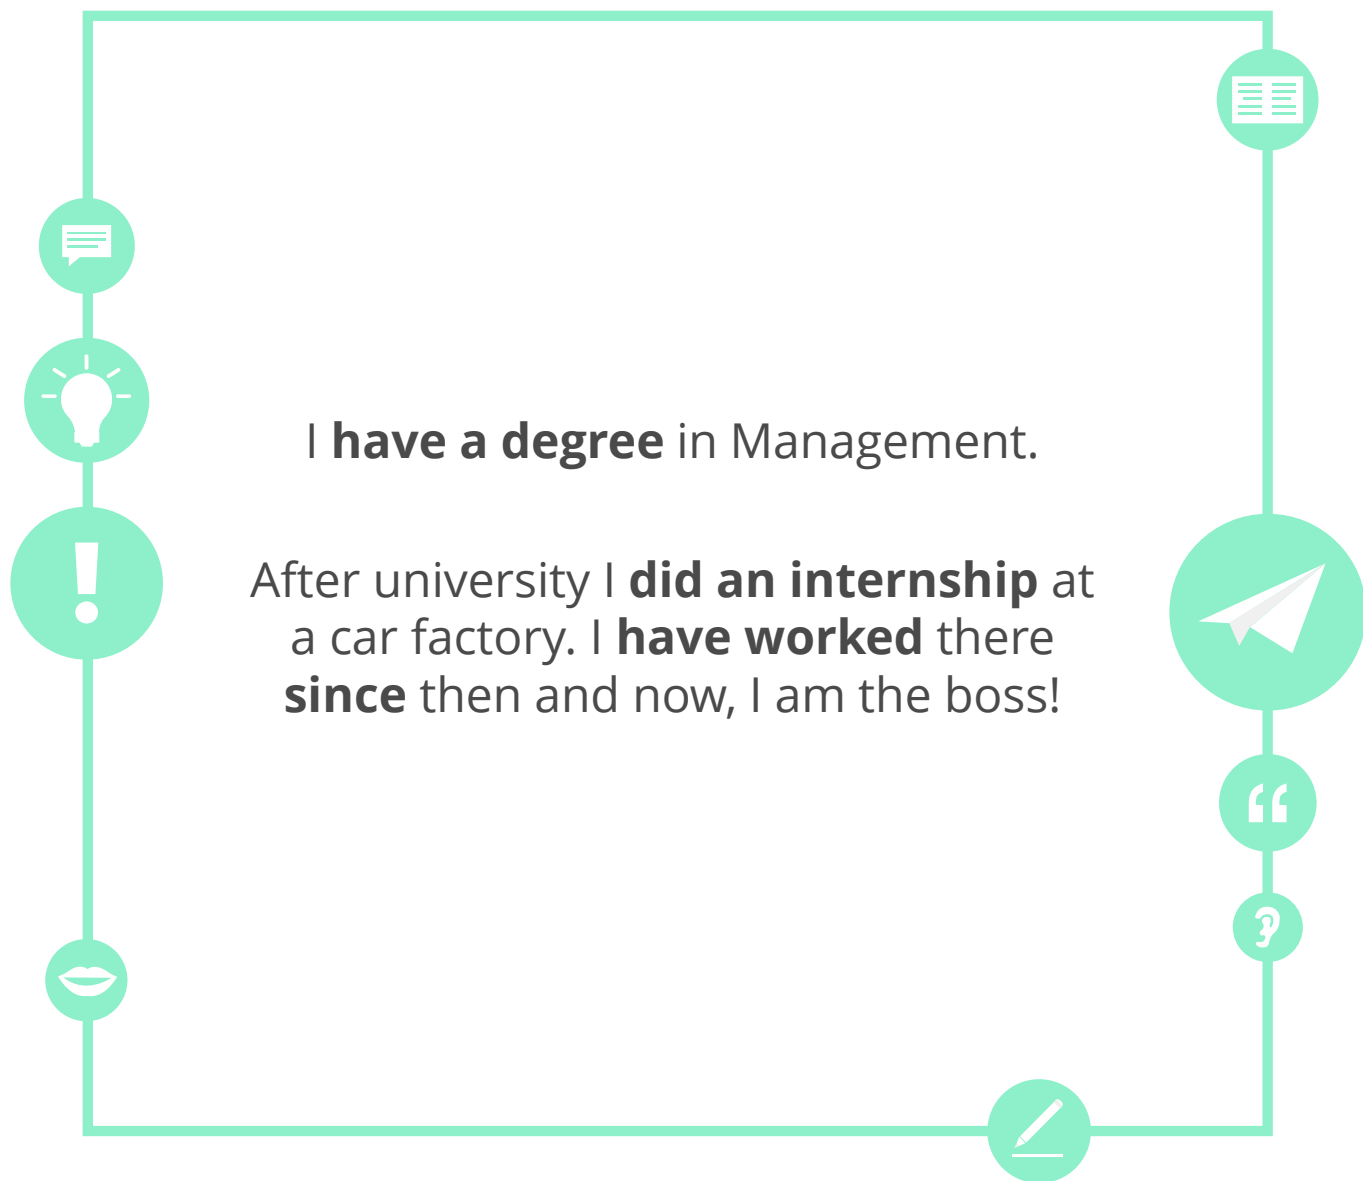 I have a degree in Management.
After university I did an internship at
a car factory. I have worked there
since then and now, I am the boss!